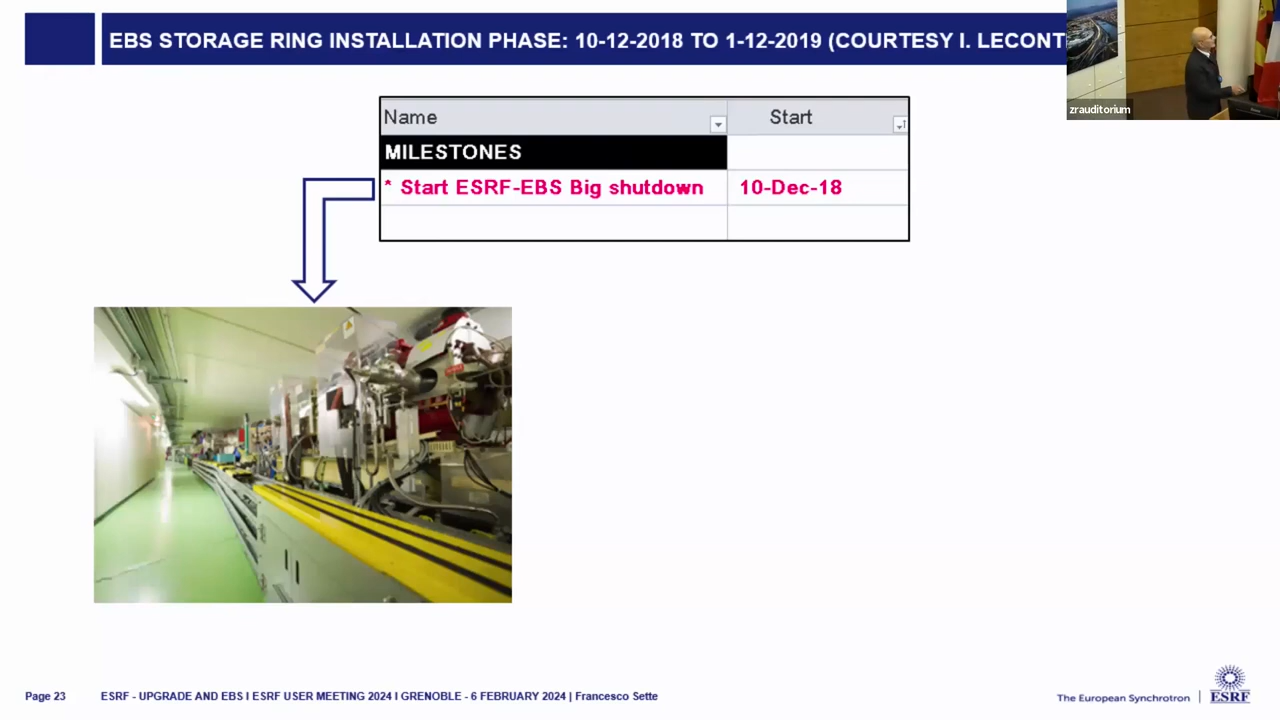 EBS STORAGE RING INSTALLATION PHASE: 10-12-2018 TO 1-12-2019 (COURTESY I. LECONT
zrauditorium
Name Start
MILESTONES
* Start ESRF-EBS Big shutdown 10-Dec-18
Page 23 ESRF - UPGRADE AND EBS I ESRF USER MEETING 2024 I GRENOBLE - 6 FEBRUARY 2024 | Francesco Sette
The European Synchrotron | ESRF